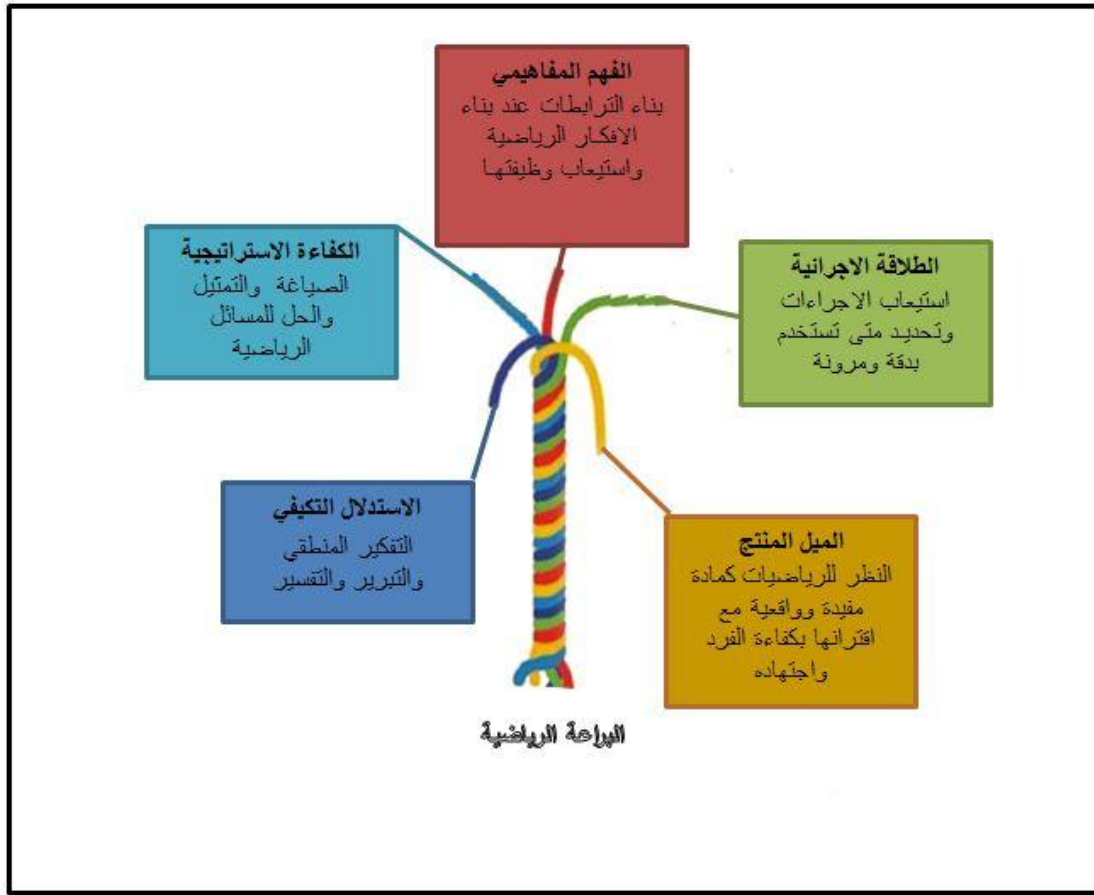 الفهم المفاهيمي
بناء الترابطات عند بناء
الافكار الرياضية
واستيعاب وظيفتها
الكفاءة الاستراتيجية
الصياغة والتمثيل
والحل للمسائل
الرياضية
الطلاقة الاجرائية
استيعاب الاجراءات
وتحديد متى تستخدم
بدقة ومرونة
الاستدلال التكيفي
التفكير المنطقي
والتبرير والتفسير
الميل المنتج
النظر للرياضيات كمادة
مفيدة وواقعية مع
اقترانها بكفاءة الفرد
واجتهاده
البراعة الرياضية